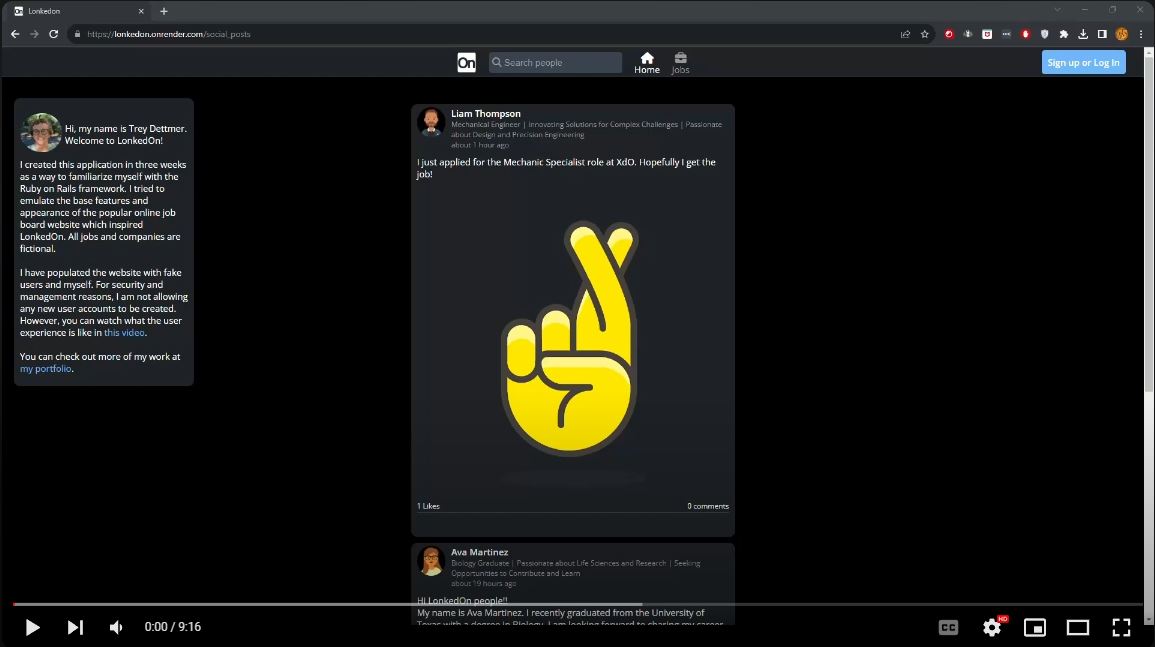 Lonkedon
https://lonkedon.onrender.com/social_posts
On
Search people
Home
Jobs
Sign up or Log In
Hi, my name is Trey Dettmer.
Welcome to LonkedOn!
I created this application in three weeks
as a way to familiarize myself with the
Ruby on Rails framework. I tried to
emulate the base features and
appearance of the popular online job
board website which inspired
LonkedOn. All jobs and companies are
fictional.
I have populated the website with fake
users and myself. For security and
management reasons, I am not allowing
any new user accounts to be created.
However, you can watch what the user
experience is like in this video.
You can check out more of my work at
my portfolio.
Liam Thompson
Mechanical Engineer | Innovating Solutions for Complex Challenges | Passionate
about Design and Precision Engineering
about 1 hour ago
I just applied for the Mechanic Specialist role at XdO. Hopefully I get the
job!
1 Likes
0 comments
Ava Martinez
Biology Graduate | Passionate about Life Sciences and Research | Seeking
Opportunities to Contribute and Learn
about 19 hours ago
Hi LonkedOn people!!
My name is Ava Martinez. I recently graduated from the University of
Texas with a degree in Biology. I am looking forward to sharing my career
0:00 / 9:16
CC
HD